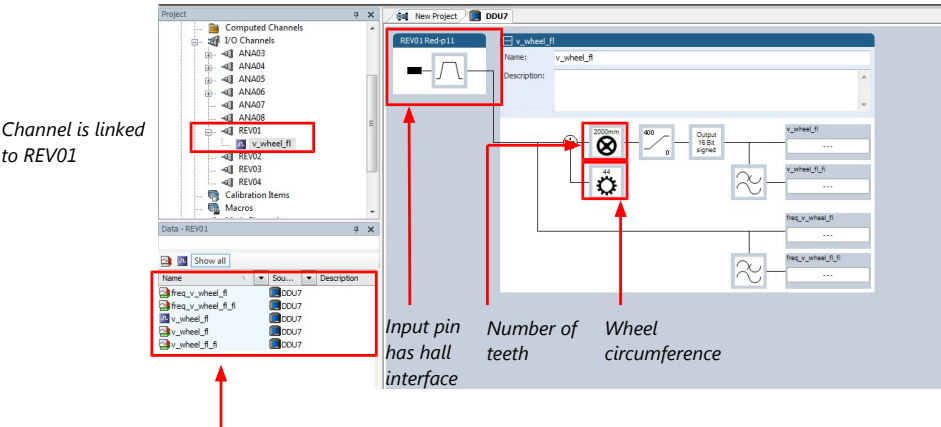 Project
New Project
DDU7
Computed Channels
I/O Channels
ANA03
ANA04
ANA05
ANA06
ANA07
ANA08
REV01
v_wheel_fl
REV02
REV03
REV04
Calibration Items
Macros
Channel is linked
to REV01
REV01 Red-p11
v_wheel_fl
Name:
v_wheel_fl
Description:
2000mm
400
0
Output
16 Bit
signed
44
v_wheel_fl
---
v_wheel_fl_fi
---
freq_v_wheel_fl
---
freq_v_wheel_fl_fi
---
Data - REV01
Show all
Name
Sou...
Description
freq_v_wheel_fl
DDU7
freq_v_wheel_fl_fi
DDU7
v_wheel_fl
DDU7
v_wheel_fl
DDU7
v_wheel_fl_fi
DDU7
Input pin
has hall
interface
Number of
teeth
Wheel
circumference